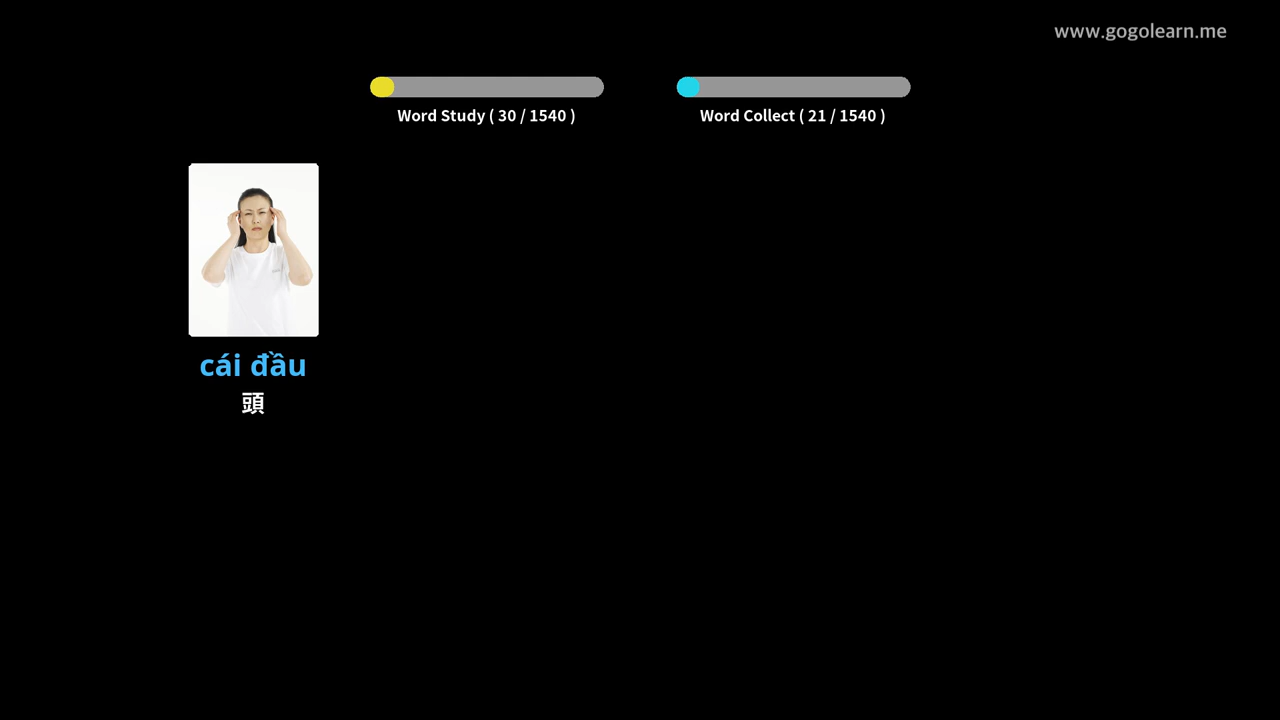 www.gogolearn.me
Word Study ( 30 / 1540 )
Word Collect ( 21 / 1540 )
cái đầu
頭